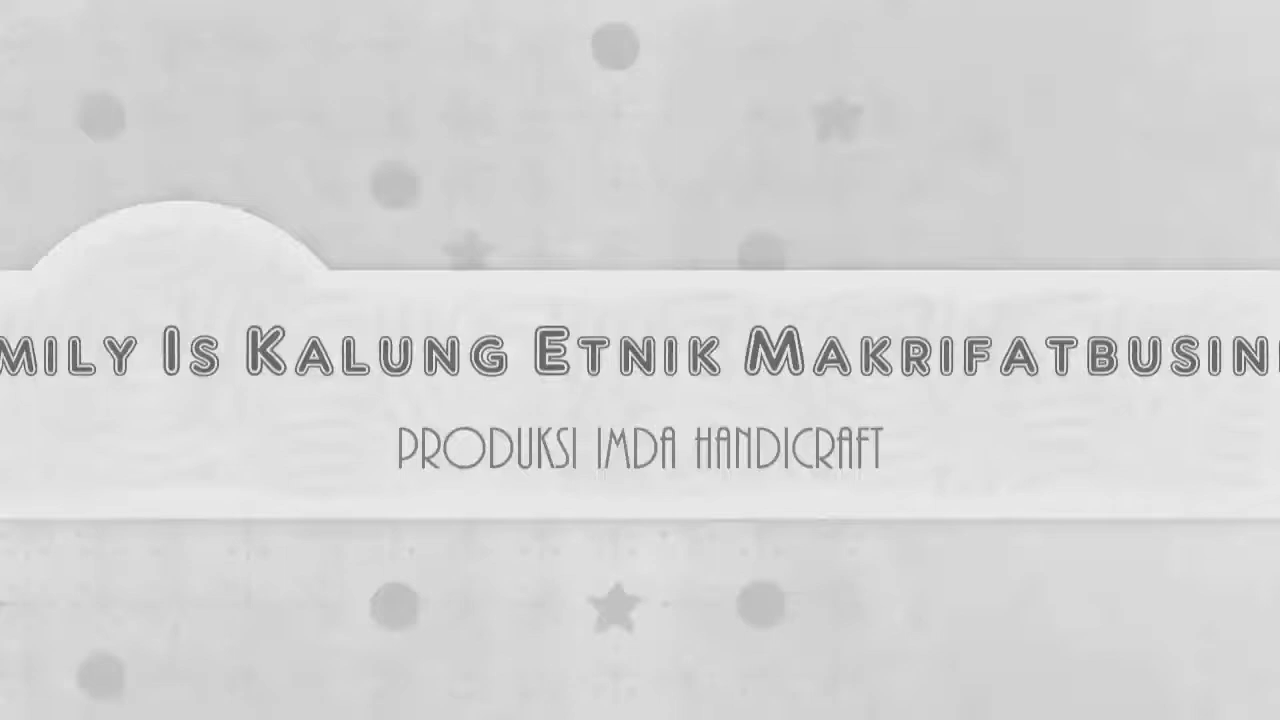 MILY IS KALUNG ETNIK MAKRIFATBUSIN
PRODUKSI IMDA HANDICRAFT